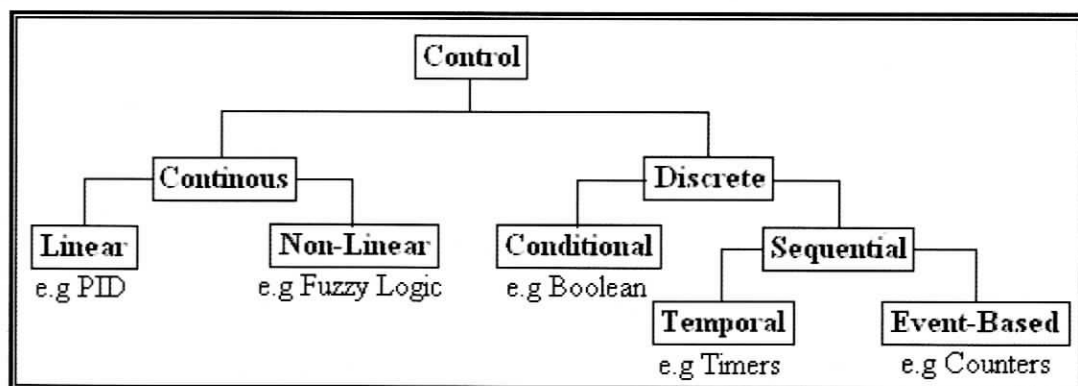 Control
Continous
Discrete
Linear
Non-Linear
Conditional
Sequential
e.g PID
e.g Fuzzy Logic
e.g Boolean
Temporal
Event-Based
e.g Timers
e.g Counters